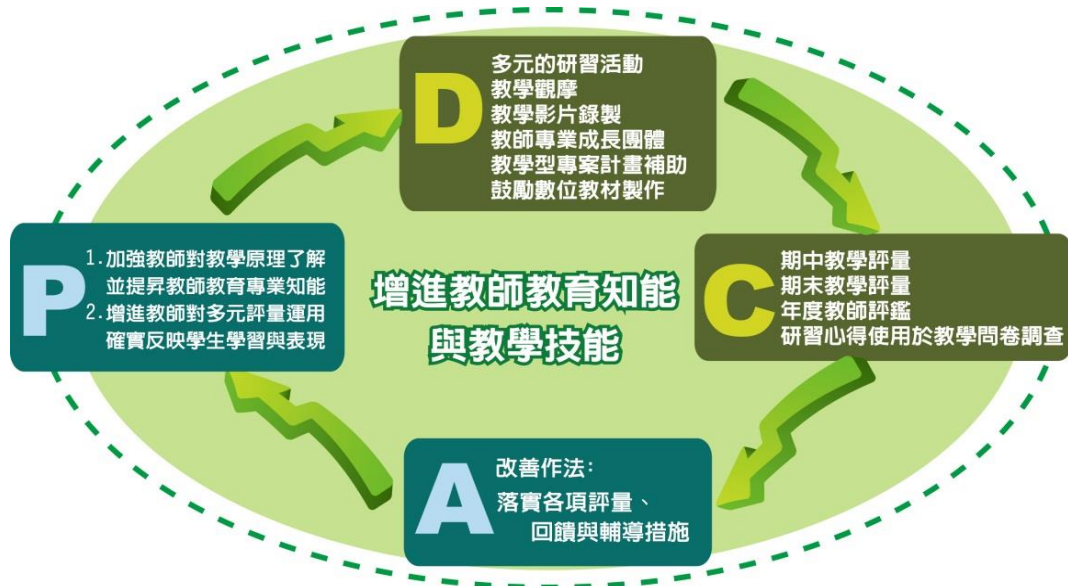 D
多元的研習活動
教學觀摩
教學影片錄製
教師專業成長團體
教學型專案計畫補助
鼓勵數位教材製作
P
1.加強教師對教學原理了解
並提昇教師教育專業知能
2.增進教師對多元評量運用
確實反映學生學習與表現
增進教師教育知能
與教學技能
C
期中教學評量
期末教學評量
年度教師評鑑
研習心得使用於教學問卷調查
A
改善作法：
落實各項評量、
回饋與輔導措施